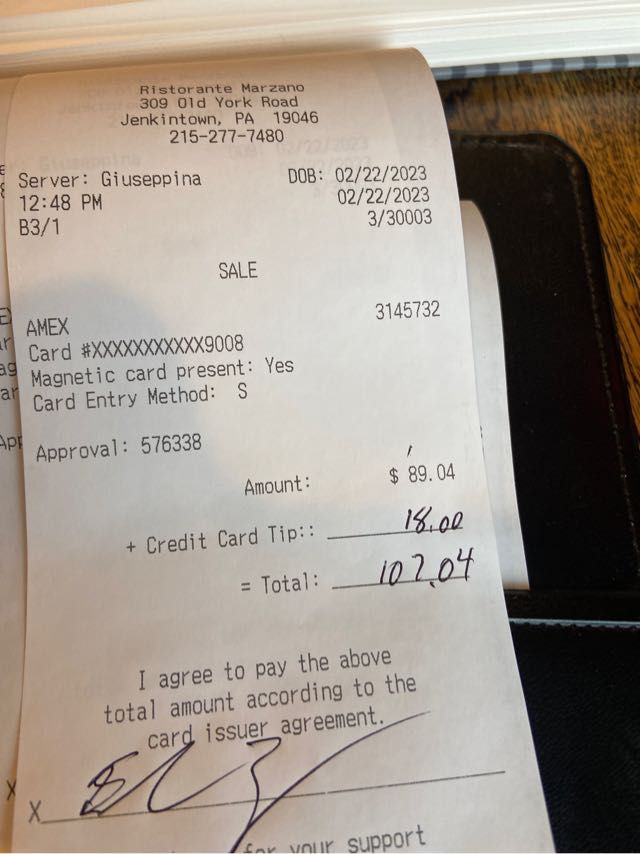 Ristorante Marzano
309 Old York Road
Jenkintown, PA 19046
215-277-7480
Server: Giuseppina DOB: 02/22/2023
12:48 PM 02/22/2023
B3/1 3/30003
SALE
AMEX 3145732
Card #XXXXXXXXXXX9008
Magnetic card present: Yes
Card Entry Method: S
Approval: 576338
Amount: $ 89.04
+ Credit Card Tip:: 18.00
= Total: 107.04
I agree to pay the above
total amount according to the
card issuer agreement.
X
for your support